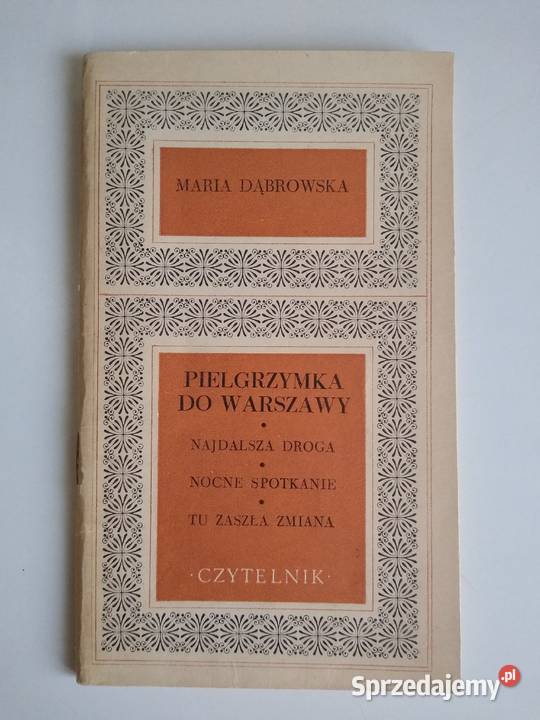 MARIA DĄBROWSKA
PIELGRZYMKA
DO WARSZAWY
•
NAJDALSZA DROGA
•
NOCNE SPOTKANIE
•
TU ZASZŁA ZMIANA
·CZYTELNIK·
Sprzedajemy.pl